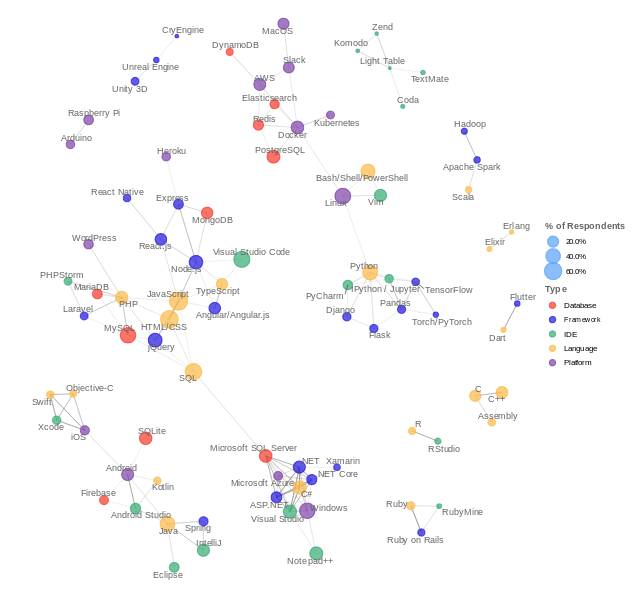 CryEngine
Unreal Engine
Unity 3D
MacOS
DynamoDB
Slack
AWS
Elasticsearch
Redis
Docker
Kubernetes
PostgreSQL
Zend
Komodo
Light Table
TextMate
Coda
Raspberry Pi
Arduino
Heroku
Hadoop
Apache Spark
Scala
Bash/Shell/PowerShell
Linux
Vim
React Native
Express
MongoDB
WordPress
React.js
Visual Studio Code
Node.js
PHPStorm
MariaDB
JavaScript
TypeScript
PHP
Laravel
Angular/Angular.js
MySQL
HTML/CSS
jQuery
SQL
Python
PyCharm
IPython / Jupyter
TensorFlow
Django
Pandas
Flask
Torch/PyTorch
Erlang
Elixir
Flutter
Dart
% of Respondents
20.0%
40.0%
60.0%
Type
Database
Framework
IDE
Language
Platform
Objective-C
Swift
Xcode
iOS
SQLite
C
C++
Assembly
R
RStudio
Microsoft SQL Server
.NET
Xamarin
Microsoft Azure
.NET Core
C#
ASP.NET
Windows
Visual Studio
Notepad++
Android
Kotlin
Firebase
Android Studio
Java
Spring
IntelliJ
Eclipse
Ruby
RubyMine
Ruby on Rails